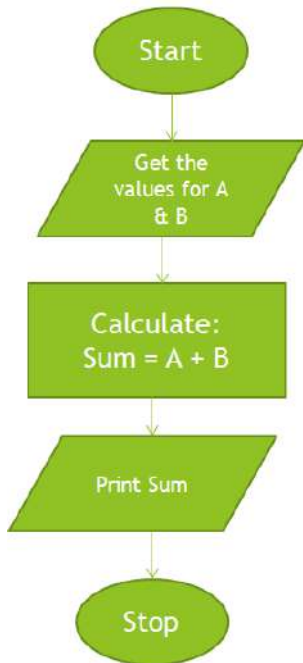 Start
Get the
values for A
& B
Calculate:
Sum = A + B
Print Sum
Stop